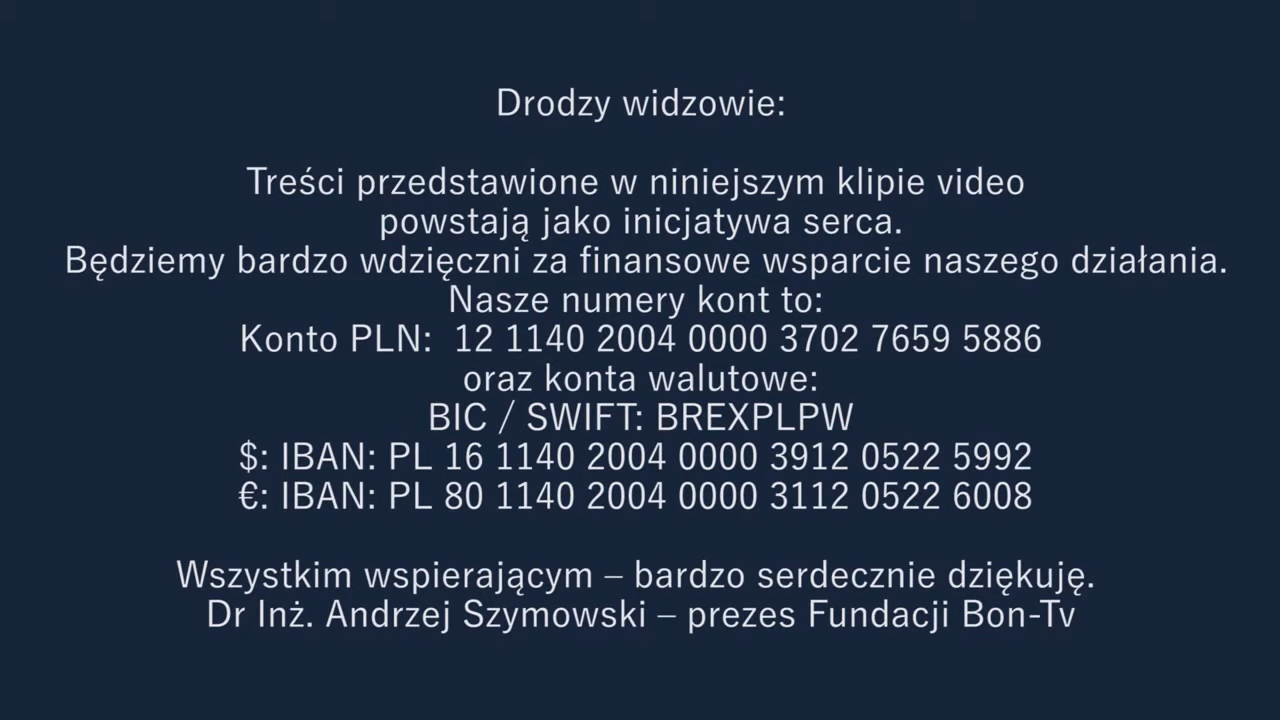 Drodzy widzowie:
Treści przedstawione w niniejszym klipie video
powstają jako inicjatywa serca.
Będziemy bardzo wdzięczni za finansowe wsparcie naszego działania.
Nasze numery kont to:
Konto PLN: 12 1140 2004 0000 3702 7659 5886
oraz konta walutowe:
BIC / SWIFT: BREXPLPW
$: IBAN: PL 16 1140 2004 0000 3912 0522 5992
€: IBAN: PL 80 1140 2004 0000 3112 0522 6008
Wszystkim wspierającym – bardzo serdecznie dziękuję.
Dr Inż. Andrzej Szymowski – prezes Fundacji Bon-Tv